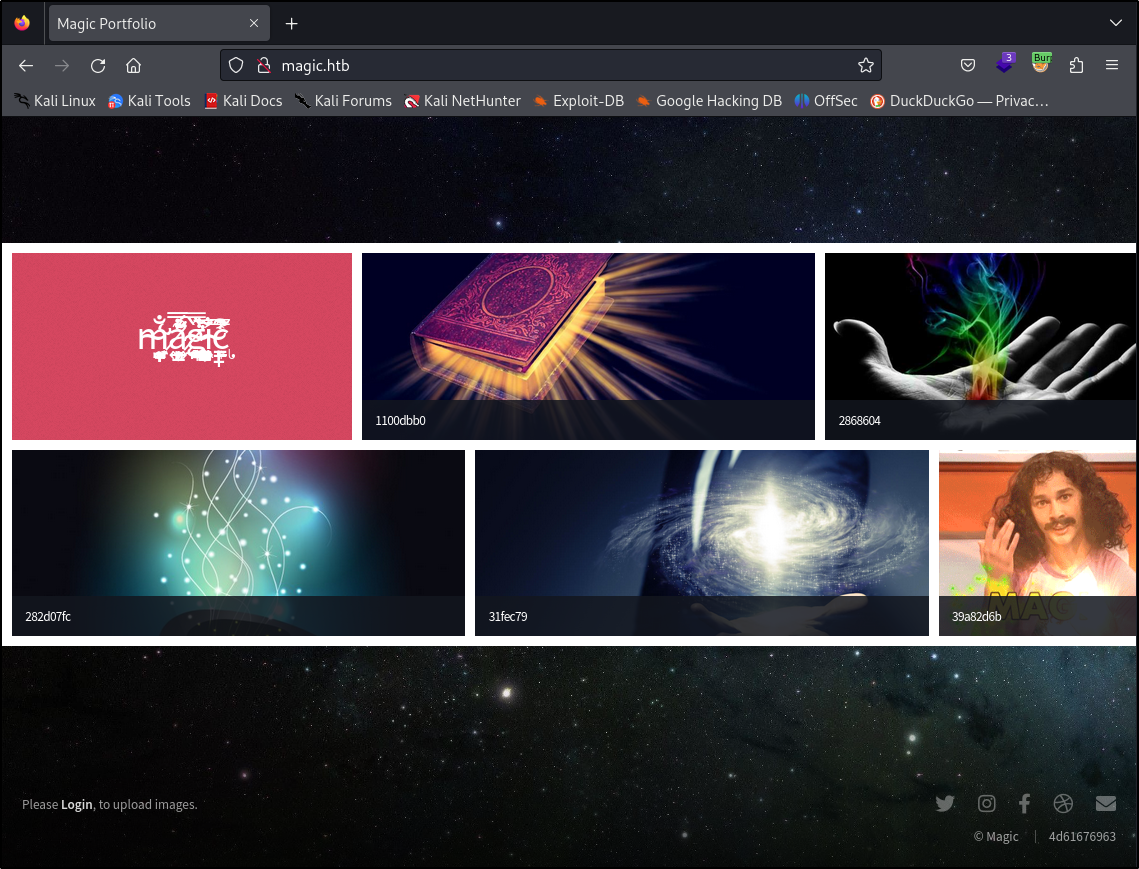 Magic Portfolio
magic.htb
3
Bur
Kali Linux Kali Tools Kali Docs Kali Forums Kali NetHunter Exploit-DB Google Hacking DB OffSec DuckDuckGo — Privac…
magic
1100dbb0
2868604
282d07fc
31fec79
MAG
39a82d6b
Please Login, to upload images.
© Magic | 4d61676963